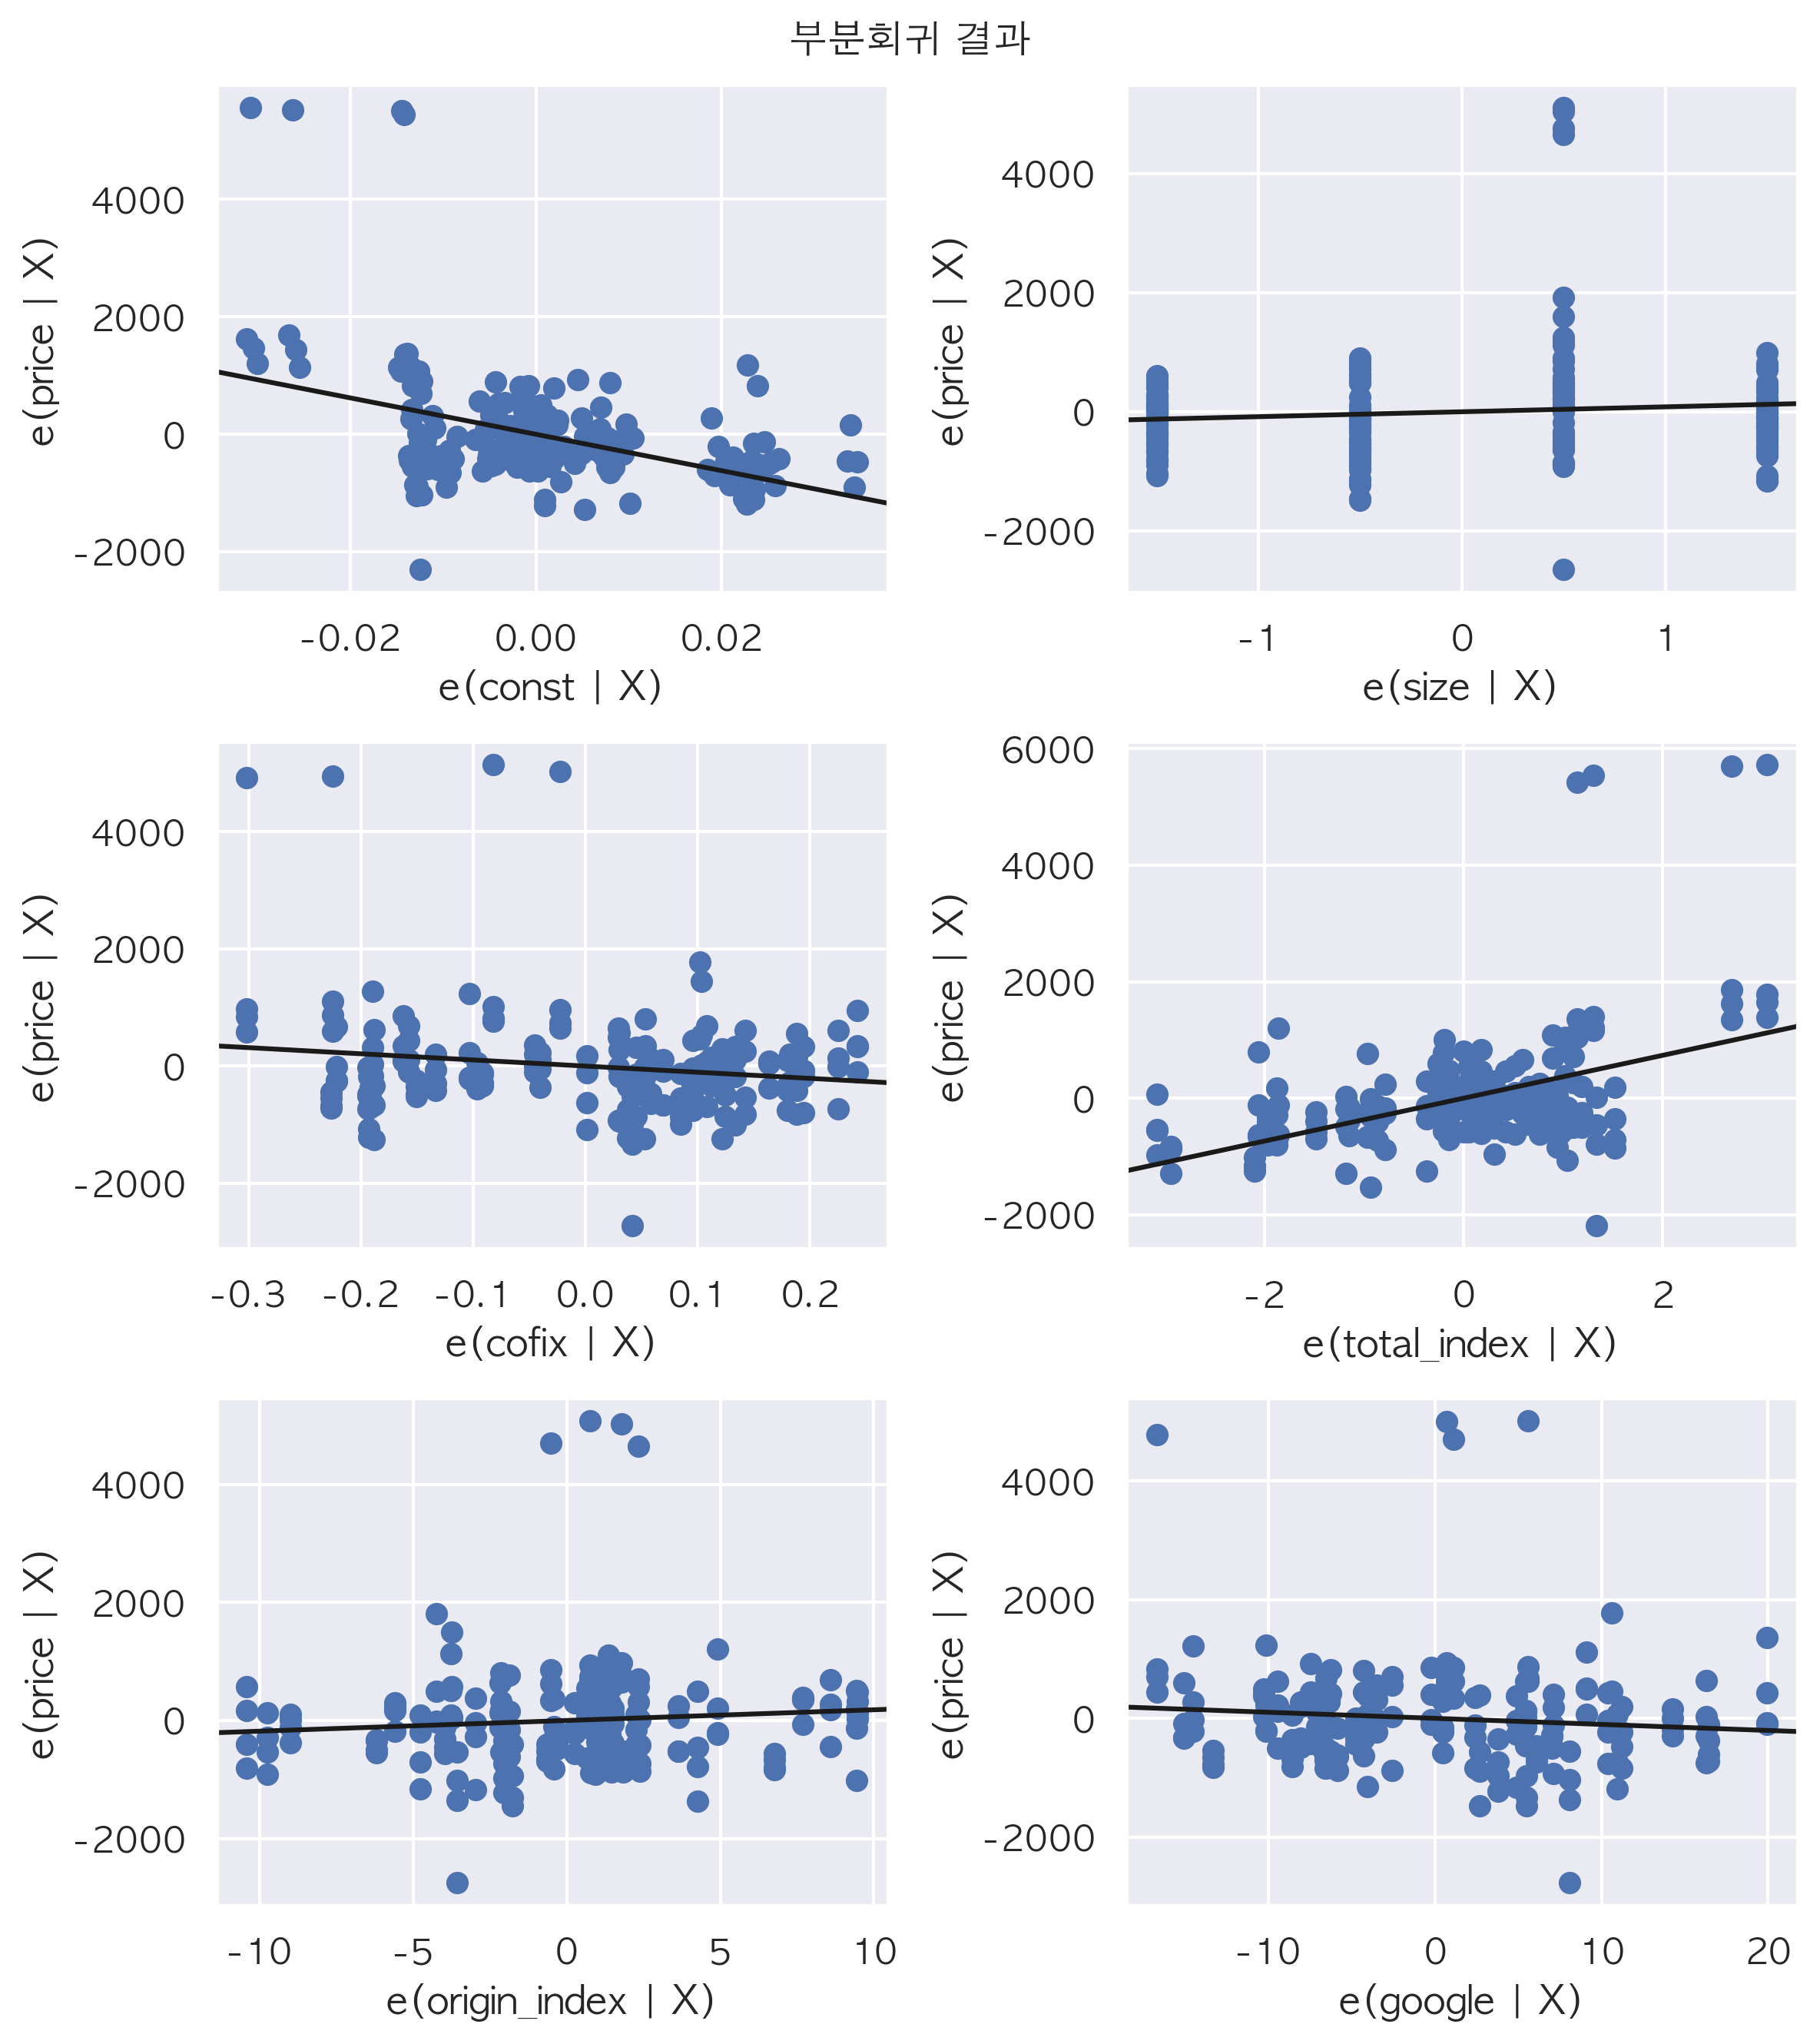 부분회귀 결과
e(price | X)
4000
2000
0
-2000
-0.02 0.00 0.02
e(const | X)
e(price | X)
4000
2000
0
-2000
-1 0 1
e(size | X)
e(price | X)
4000
2000
0
-2000
-0.3 -0.2 -0.1 0.0 0.1 0.2
e(cofix | X)
e(price | X)
6000
4000
2000
0
-2000
-2 0 2
e(total_index | X)
e(price | X)
4000
2000
0
-2000
-10 -5 0 5 10
e(origin_index | X)
e(price | X)
4000
2000
0
-2000
-10 0 10 20
e(google | X)